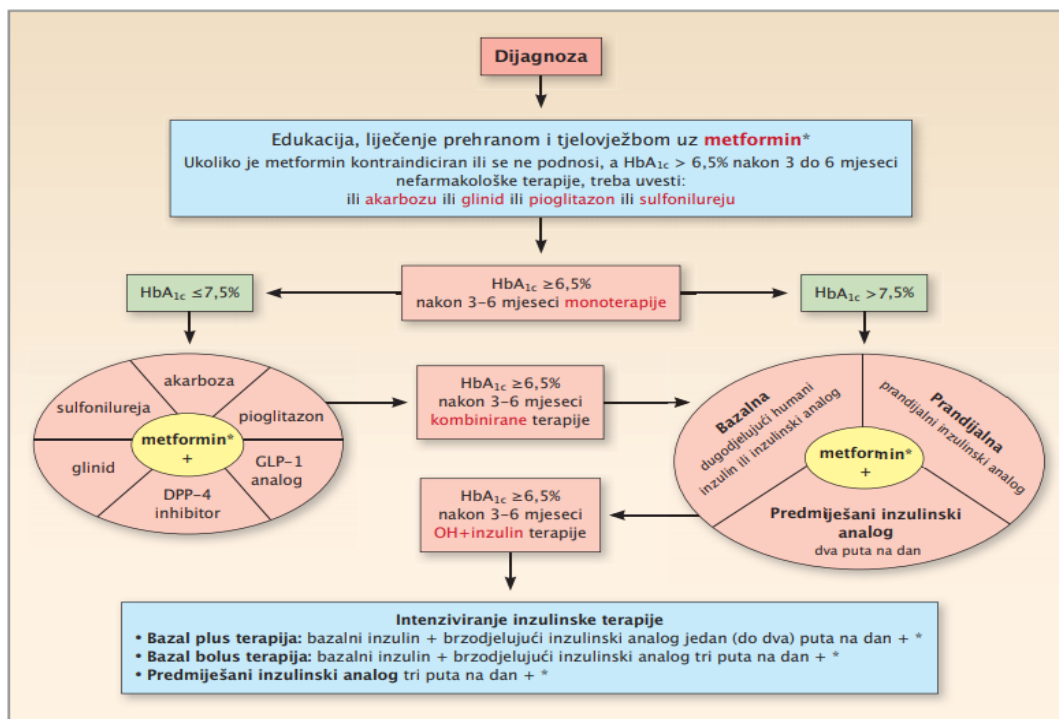 Dijagnoza
Edukacija, liječenje prehranom i tjelovježbom uz metformin*
Ukoliko je metformin kontraindiciran ili se ne podnosi, a HbA1c > 6,5% nakon 3 do 6 mjeseci
nefarmakološke terapije, treba uvesti:
ili akarbozu ili glinid ili pioglitazon ili sulfonilureju
HbA1c ≤7,5%
HbA1c ≥6,5%
nakon 3–6 mjeseci monoterapije
HbA1c >7,5%
akarboza
sulfonilureja
pioglitazon
metformin*
+
glinid
GLP-1
analog
DPP-4
inhibitor
HbA1c ≥6,5%
nakon 3–6 mjeseci
kombinirane terapije
Bazalna
dugodjelujući humani
inzulin ili inzulinski analog
Prandijalna
prandijalni inzulinski analog
metformin*
+
Predmiješani inzulinski
analog
dva puta na dan
HbA1c ≥6,5%
nakon 3–6 mjeseci
OH+inzulin terapije
Intenziviranje inzulinske terapije
• Bazal plus terapija: bazalni inzulin + brzodjelujući inzulinski analog jedan (do dva) puta na dan + *
• Bazal bolus terapija: bazalni inzulin + brzodjelujući inzulinski analog tri puta na dan + *
• Predmiješani inzulinski analog tri puta na dan + *